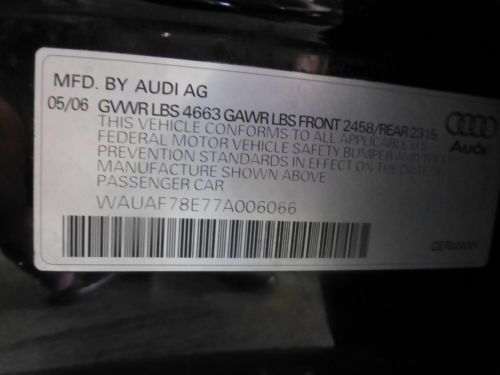 MFD. BY AUDI AG
05/06 GVWR LBS 4663 GAWR LBS FRONT 2458/REAR 2315
THIS VEHICLE CONFORMS TO ALL APPLICABLE U.S.
FEDERAL MOTOR VEHICLE SAFETY BUMPER AND THEFT
PREVENTION STANDARDS IN EFFECT ON THE DATE OF
MANUFACTURE SHOWN ABOVE
PASSENGER CAR
Audi
WAUAF78E77A006066
GERMANY